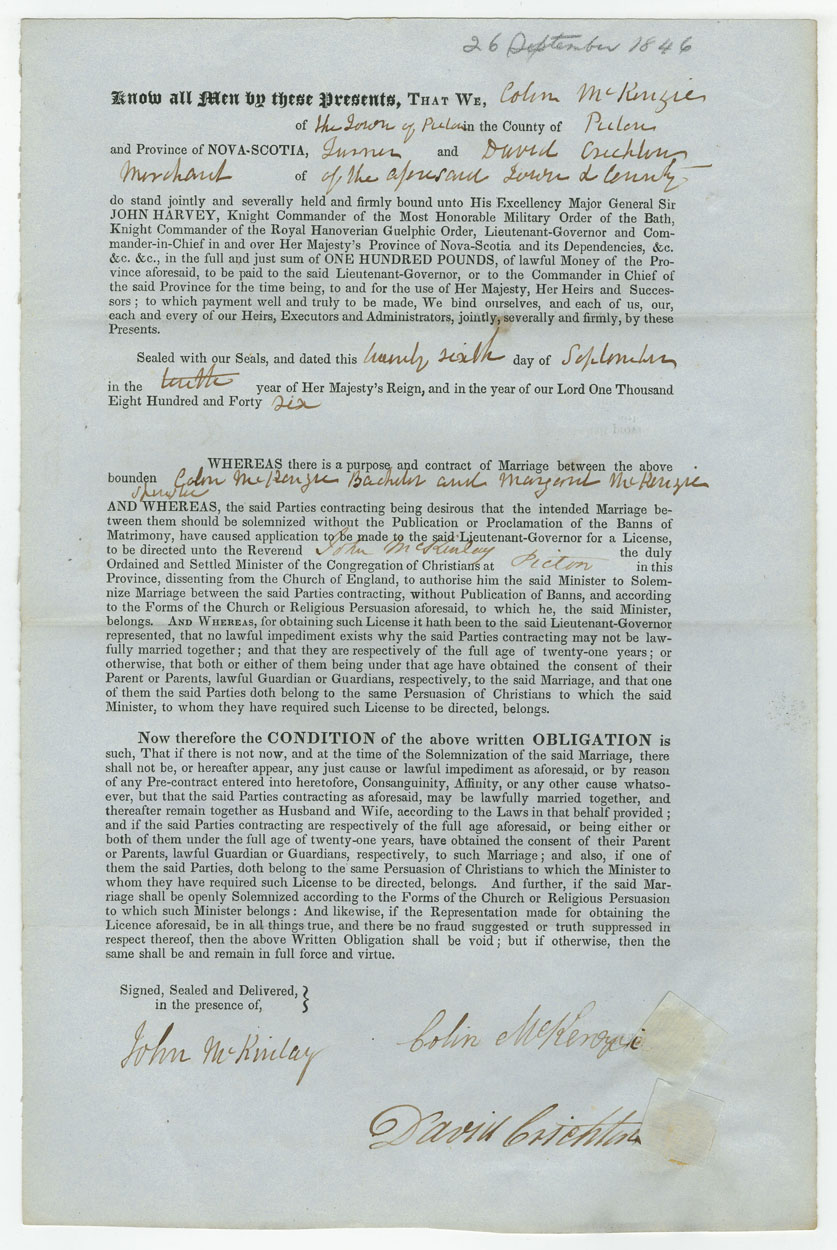 26 September 1846
Know all Men by these Presents, THAT WE, Colin McKenzie
of the Town of Pictou in the County of Pictou
and Province of NOVA-SCOTIA, and David Crichton
Merchant of of the aforesaid Town & County
do stand jointly and severally held and firmly bound unto His Excellency Major General Sir
JOHN HARVEY, Knight Commander of the Most Honorable Military Order of the Bath,
Knight Commander of the Royal Hanoverian Guelphic Order, Lieutenant-Governor and Com-
mander-in-Chief in and over Her Majesty's Province of Nova-Scotia and its Dependencies, &c.
&c. &c., in the full and just sum of ONE HUNDRED POUNDS, of lawful Money of the Pro-
vince aforesaid, to be paid to the said Lieutenant-Governor, or to the Commander in Chief of
the said Province for the time being, to and for the use of Her Majesty, Her Heirs and Succes-
sors ; to which payment well and truly to be made, We bind ourselves, and each of us, our,
each and every of our Heirs, Executors and Administrators, jointly, severally and firmly, by these
Presents.
Sealed with our Seals, and dated this twenty sixth day of September
in the tenth year of Her Majesty's Reign, and in the year of our Lord One Thousand
Eight Hundred and Forty six
WHEREAS there is a purpose and contract of Marriage between the above
bounden Colin McKenzie Bachelor and Margaret McKenzie
Spinster
AND WHEREAS, the said Parties contracting being desirous that the intended Marriage be-
tween them should be solemnized without the Publication or Proclamation of the Banns of
Matrimony, have caused application to be made to the said Lieutenant-Governor for a License,
to be directed unto the Reverend John McKinlay the duly
Ordained and Settled Minister of the Congregation of Christians at Pictou in this
Province, dissenting from the Church of England, to authorise him the said Minister to Solem-
nize Marriage between the said Parties contracting, without Publication of Banns, and according
to the Forms of the Church or Religious Persuasion aforesaid, to which he, the said Minister,
belongs. AND WHEREAS, for obtaining such License it hath been to the said Lieutenant-Governor
represented, that no lawful impediment exists why the said Parties contracting may not be law-
fully married together ; and that they are respectively of the full age of twenty-one years ; or
otherwise, that both or either of them being under that age have obtained the consent of their
Parent or Parents, lawful Guardian or Guardians, respectively, to the said Marriage, and that one
of them the said Parties doth belong to the same Persuasion of Christians to which the said
Minister, to whom they have required such License to be directed, belongs.
Now therefore the CONDITION of the above written OBLIGATION is
such, That if there is not now, and at the time of the Solemnization of the said Marriage, there
shall not be, or hereafter appear, any just cause or lawful impediment as aforesaid, or by reason
of any Pre-contract entered into heretofore, Consanguinity, Affinity, or any other cause whatso-
ever, but that the said Parties contracting as aforesaid, may be lawfully married together, and
thereafter remain together as Husband and Wife, according to the Laws in that behalf provided ;
and if the said Parties contracting are respectively of the full age aforesaid, or being either or
both of them under the full age of twenty-one years, have obtained the consent of their Parent
or Parents, lawful Guardian or Guardians, respectively, to such Marriage ; and also, if one of
them the said Parties, doth belong to the same Persuasion of Christians to which the Minister to
whom they have required such License to be directed, belongs. And further, if the said Mar-
riage shall be openly Solemnized according to the Forms of the Church or Religious Persuasion
to which such Minister belongs : And likewise, if the Representation made for obtaining the
Licence aforesaid, be in all things true, and there be no fraud suggested or truth suppressed in
respect thereof, then the above Written Obligation shall be void ; but if otherwise, then the
same shall be and remain in full force and virtue.
Signed, Sealed and Delivered,
in the presence of,
John McKinlay
Colin McKenzie
David Crichton